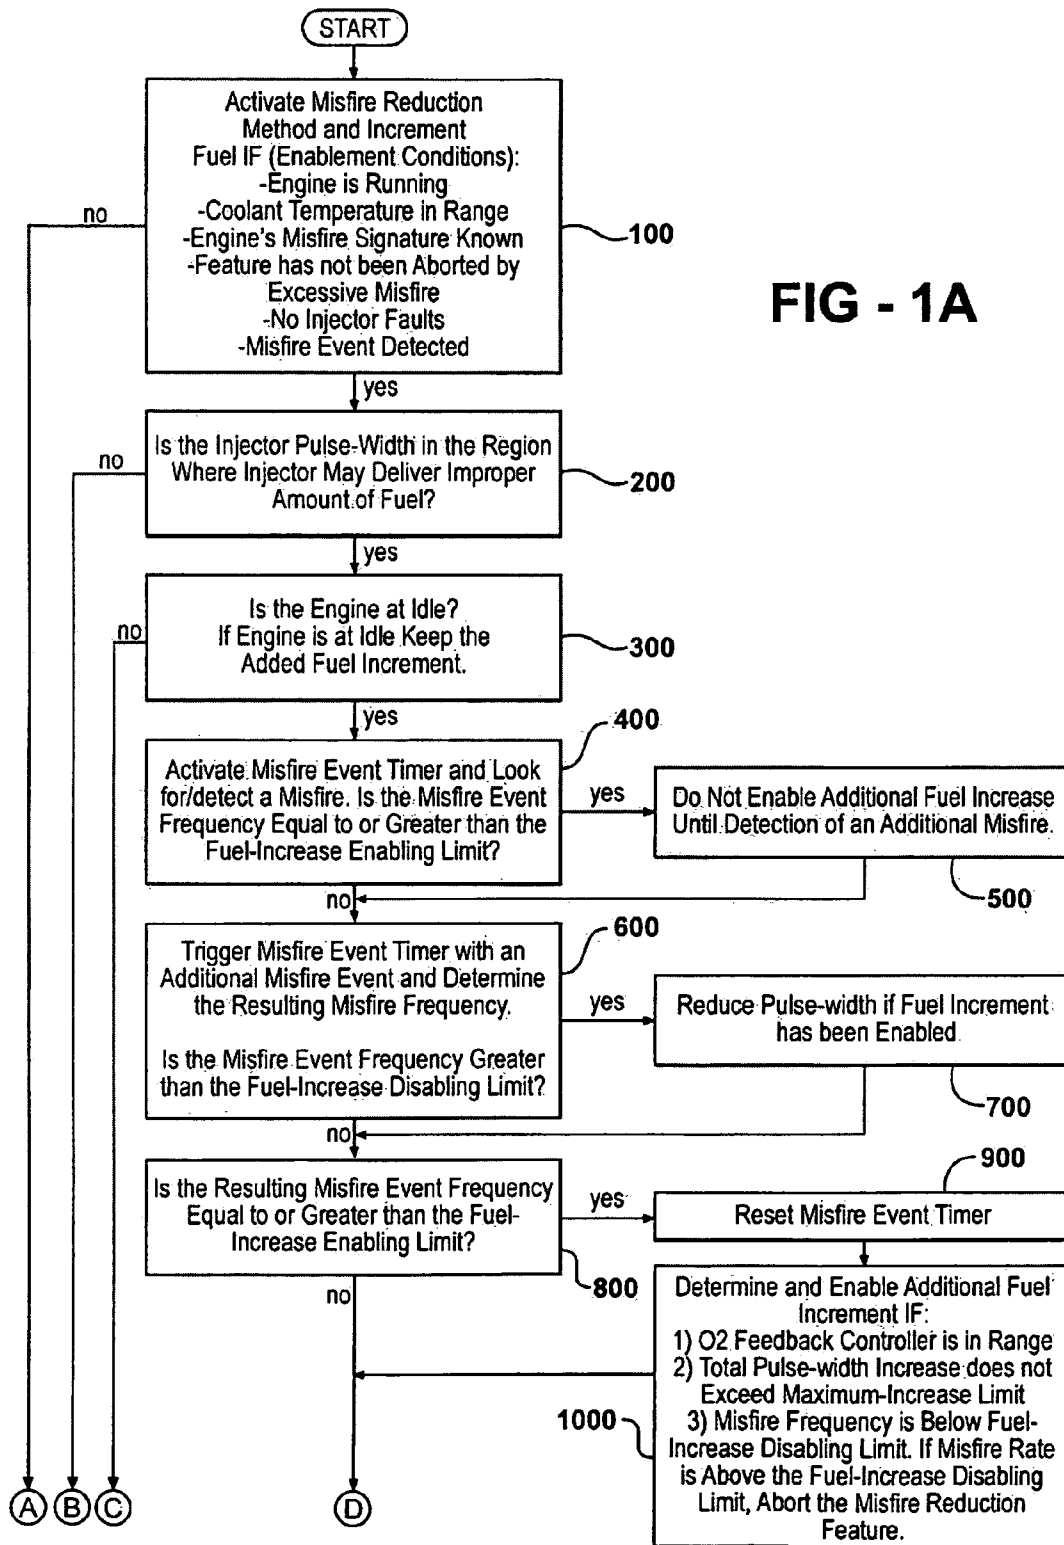 START
Activate Misfire Reduction
Method and Increment
Fuel IF (Enablement Conditions):
-Engine is Running
-Coolant Temperature in Range
-Engine's Misfire Signature Known
-Feature has not been Aborted by
Excessive Misfire
-No Injector Faults
-Misfire Event Detected
no
100
FIG - 1A
yes
Is the Injector Pulse-Width in the Region
Where Injector May Deliver Improper
Amount of Fuel?
no
200
yes
Is the Engine at Idle?
If Engine is at Idle Keep the
Added Fuel Increment.
no
300
yes
400
Activate Misfire Event Timer and Look
for/detect a Misfire. Is the Misfire Event
Frequency Equal to or Greater than the
Fuel-Increase Enabling Limit?
yes
Do Not Enable Additional Fuel Increase
Until Detection of an Additional Misfire.
500
no
600
Trigger Misfire Event Timer with an
Additional Misfire Event and Determine
the Resulting Misfire Frequency.
Is the Misfire Event Frequency Greater
than the Fuel-Increase Disabling Limit?
yes
Reduce Pulse-width if Fuel Increment
has been Enabled
700
no
Is the Resulting Misfire Event Frequency
Equal to or Greater than the Fuel-
Increase Enabling Limit?
yes
900
Reset Misfire Event Timer
800
no
Determine and Enable Additional Fuel
Increment IF:
1) O2 Feedback Controller is in Range
2) Total Pulse-width Increase does not
Exceed Maximum-Increase Limit
3) Misfire Frequency is Below Fuel-
Increase Disabling Limit. If Misfire Rate
is Above the Fuel-Increase Disabling
Limit, Abort the Misfire Reduction
Feature.
1000
A
B
C
D